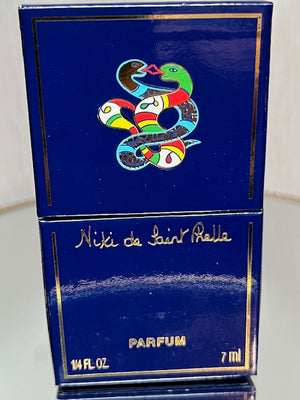 Niki de Saint Phalle
PARFUM
1/4 FL. OZ. 7 ml